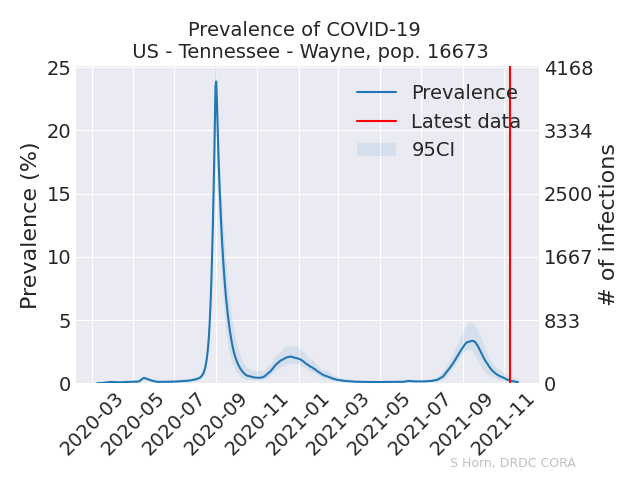 Prevalence of COVID-19
US - Tennessee - Wayne, pop. 16673
Prevalence
Latest data
95CI
Prevalence (%)
25
20
15
10
5
0
4168
3334
2500
1667
833
0
# of infections
2020-03
2020-05
2020-07
2020-09
2020-11
2021-01
2021-03
2021-05
2021-07
2021-09
2021-11
S Horn, DRDC CORA